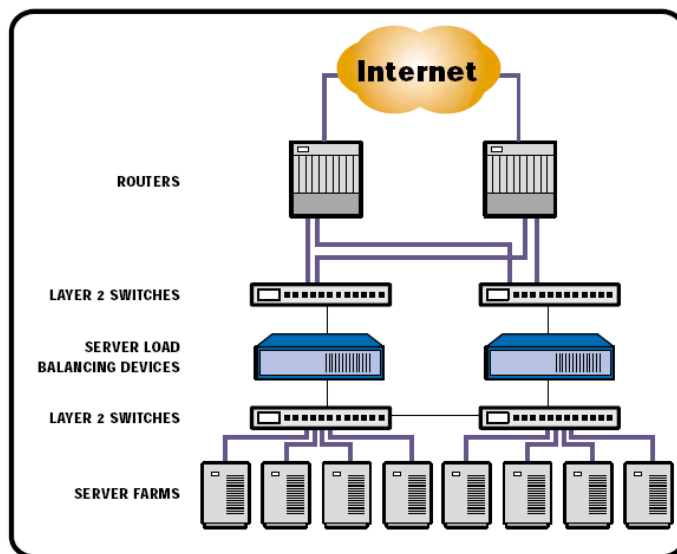 Internet
ROUTERS
LAYER 2 SWITCHES
SERVER LOAD
BALANCING DEVICES
LAYER 2 SWITCHES
SERVER FARMS